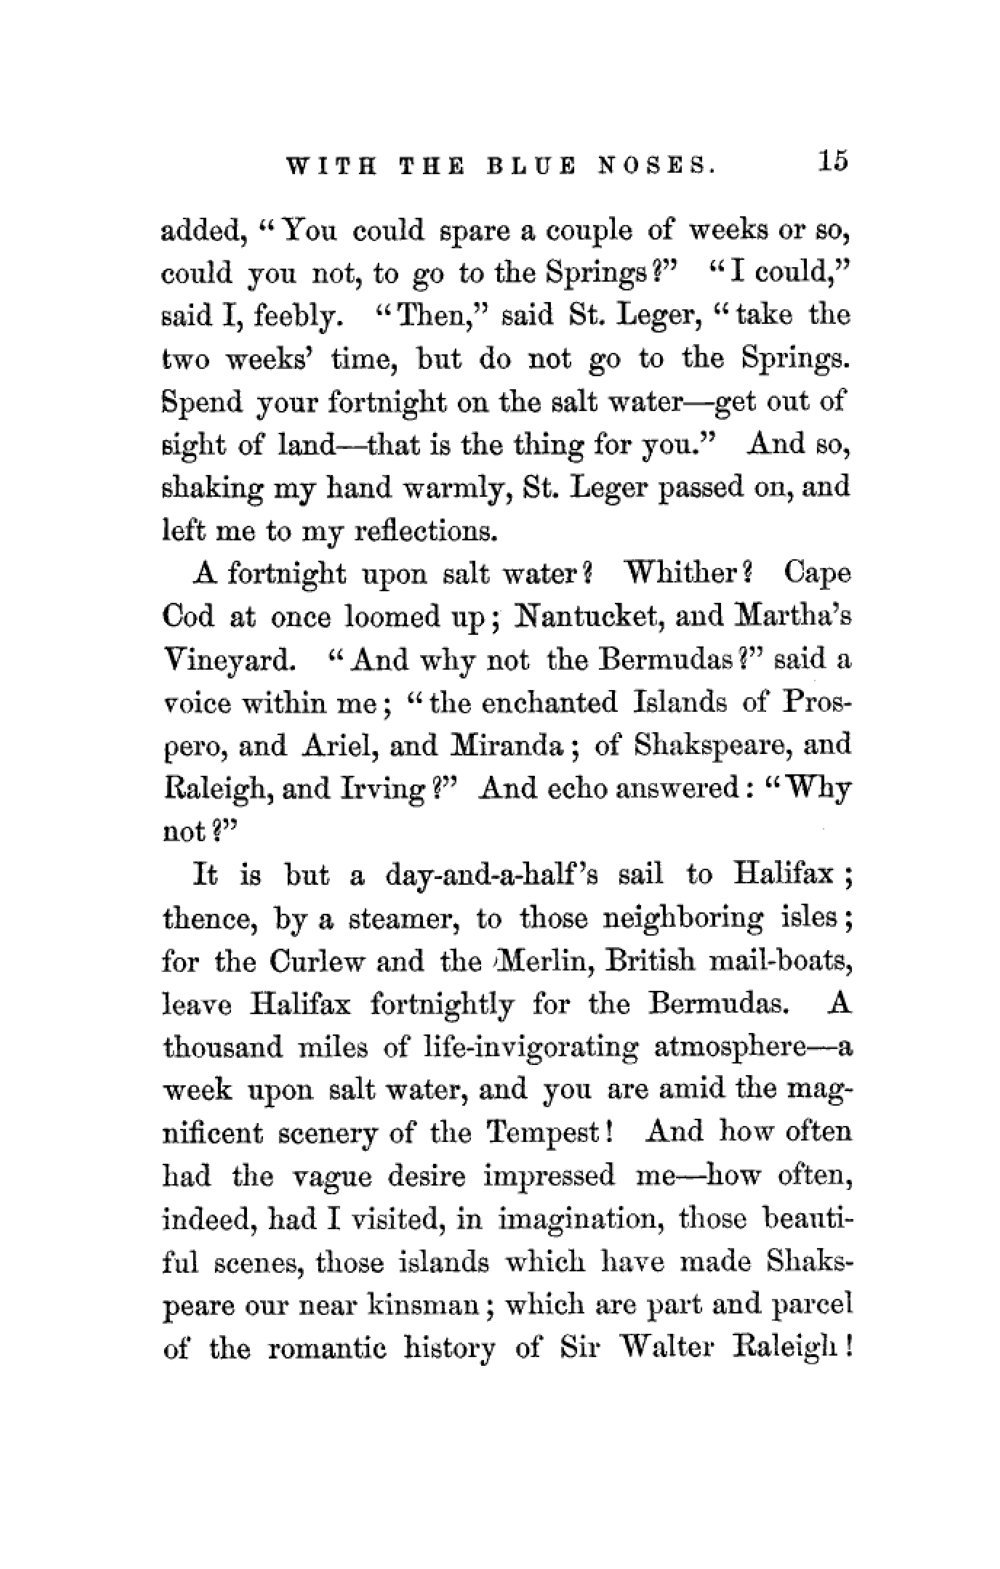 WITH THE BLUE NOSES. 15
added, “You could spare a couple of weeks or so,
could you not, to go to the Springs?” “I could,”
said I, feebly. “Then,” said St. Leger, “take the
two weeks’ time, but do not go to the Springs.
Spend your fortnight on the salt water—get out of
sight of land—that is the thing for you.” And so,
shaking my hand warmly, St. Leger passed on, and
left me to my reflections.
A fortnight upon salt water? Whither? Cape
Cod at once loomed up; Nantucket, and Martha’s
Vineyard. “And why not the Bermudas?” said a
voice within me; “the enchanted Islands of Pros-
pero, and Ariel, and Miranda; of Shakspeare, and
Raleigh, and Irving?” And echo answered: “Why
not?”
It is but a day-and-a-half’s sail to Halifax;
thence, by a steamer, to those neighboring isles;
for the Curlew and the Merlin, British mail-boats,
leave Halifax fortnightly for the Bermudas. A
thousand miles of life-invigorating atmosphere—a
week upon salt water, and you are amid the mag-
nificent scenery of the Tempest! And how often
had the vague desire impressed me—how often,
indeed, had I visited, in imagination, those beauti-
ful scenes, those islands which have made Shaks-
peare our near kinsman; which are part and parcel
of the romantic history of Sir Walter Raleigh!